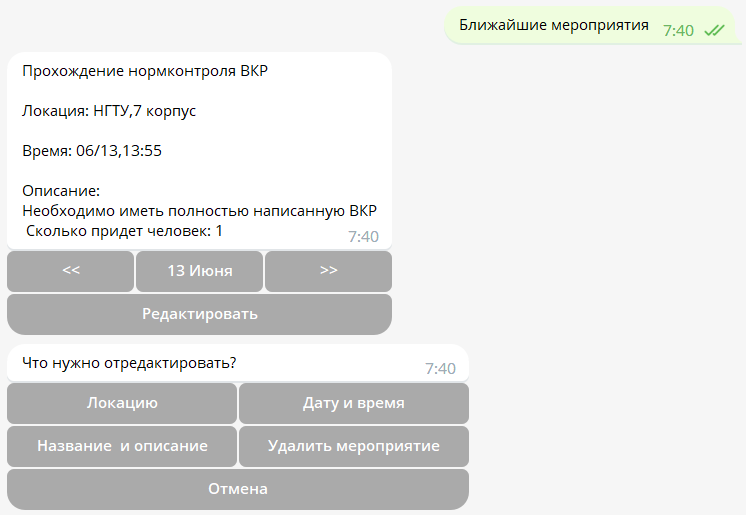 Ближайшие мероприятия
7:40
Прохождение нормконтроля ВКР
Локация: НГТУ,7 корпус
Время: 06/13,13:55
Описание:
Необходимо иметь полностью написанную ВКР
Сколько придет человек: 1
7:40
<< 13 Июня >>
Редактировать
Что нужно отредактировать?
7:40
Локацию Дату и время
Название и описание Удалить мероприятие
Отмена